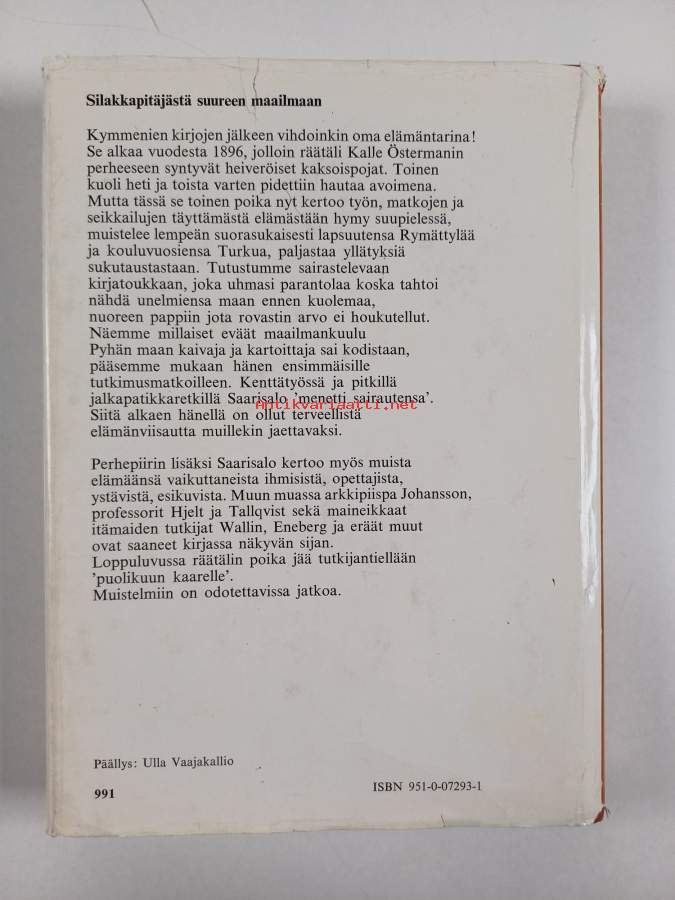 Silakkapitäjästä suureen maailmaan
Kymmenien kirjojen jälkeen vihdoinkin oma elämäntarina!
Se alkaa vuodesta 1896, jolloin räätäli Kalle Östermanin
perheeseen syntyvät heiveröiset kaksoispojat. Toinen
kuoli heti ja toista varten pidettiin hautaa avoimena.
Mutta tässä se toinen poika nyt kertoo työn, matkojen ja
seikkailujen täyttämästä elämästään hymy suupielessä,
muistelee lempeän suorasukaisesti lapsuutensa Rymättylää
ja kouluvuosiensa Turkua, paljastaa yllätyksiä
sukutaustastaan. Tutustumme sairastelevaan
kirjatoukkaan, joka uhmasi parantolaa koska tahtoi
nähdä unelmiensa maan ennen kuolemaa,
nuoreen pappiin jota rovastin arvo ei houkutellut.
Näemme millaiset eväät maailmankuulu
Pyhän maan kaivaja ja kartoittaja sai kodistaan,
pääsemme mukaan hänen ensimmäisille
tutkimusmatkoilleen. Kenttätyössä ja pitkillä
jalkapatikkaretkillä Saarisalo 'menetti sairautensa'.
Antikvariaatti.net
Siitä alkaen hänellä on ollut terveellistä
elämänviisautta muillekin jaettavaksi.
Perhepiirin lisäksi Saarisalo kertoo myös muista
elämäänsä vaikuttaneista ihmisistä, opettajista,
ystävistä, esikuvista. Muun muassa arkkipiispa Johansson,
professorit Hjelt ja Tallqvist sekä maineikkaat
itämaiden tutkijat Wallin, Eneberg ja eräät muut
ovat saaneet kirjassa näkyvän sijan.
Loppuluvussa räätälin poika jää tutkijantiellään
'puolikuun kaarelle'.
Muistelmiin on odotettavissa jatkoa.
Päällys: Ulla Vaajakallio
991
ISBN 951-0-07293-1